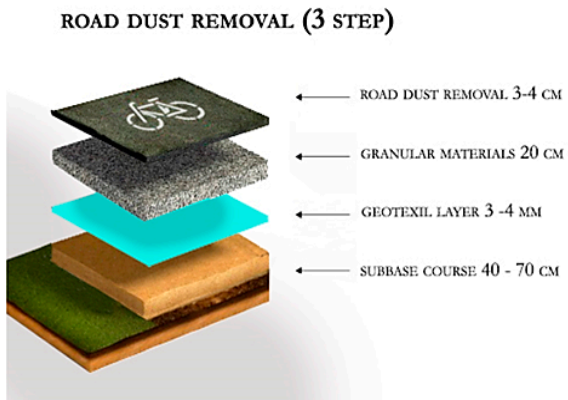 ROAD DUST REMOVAL (3 STEP)
ROAD DUST REMOVAL 3-4 CM
GRANULAR MATERIALS 20 CM
GEOTEXIL LAYER 3 -4 MM
SUBBASE COURSE 40 - 70 CM